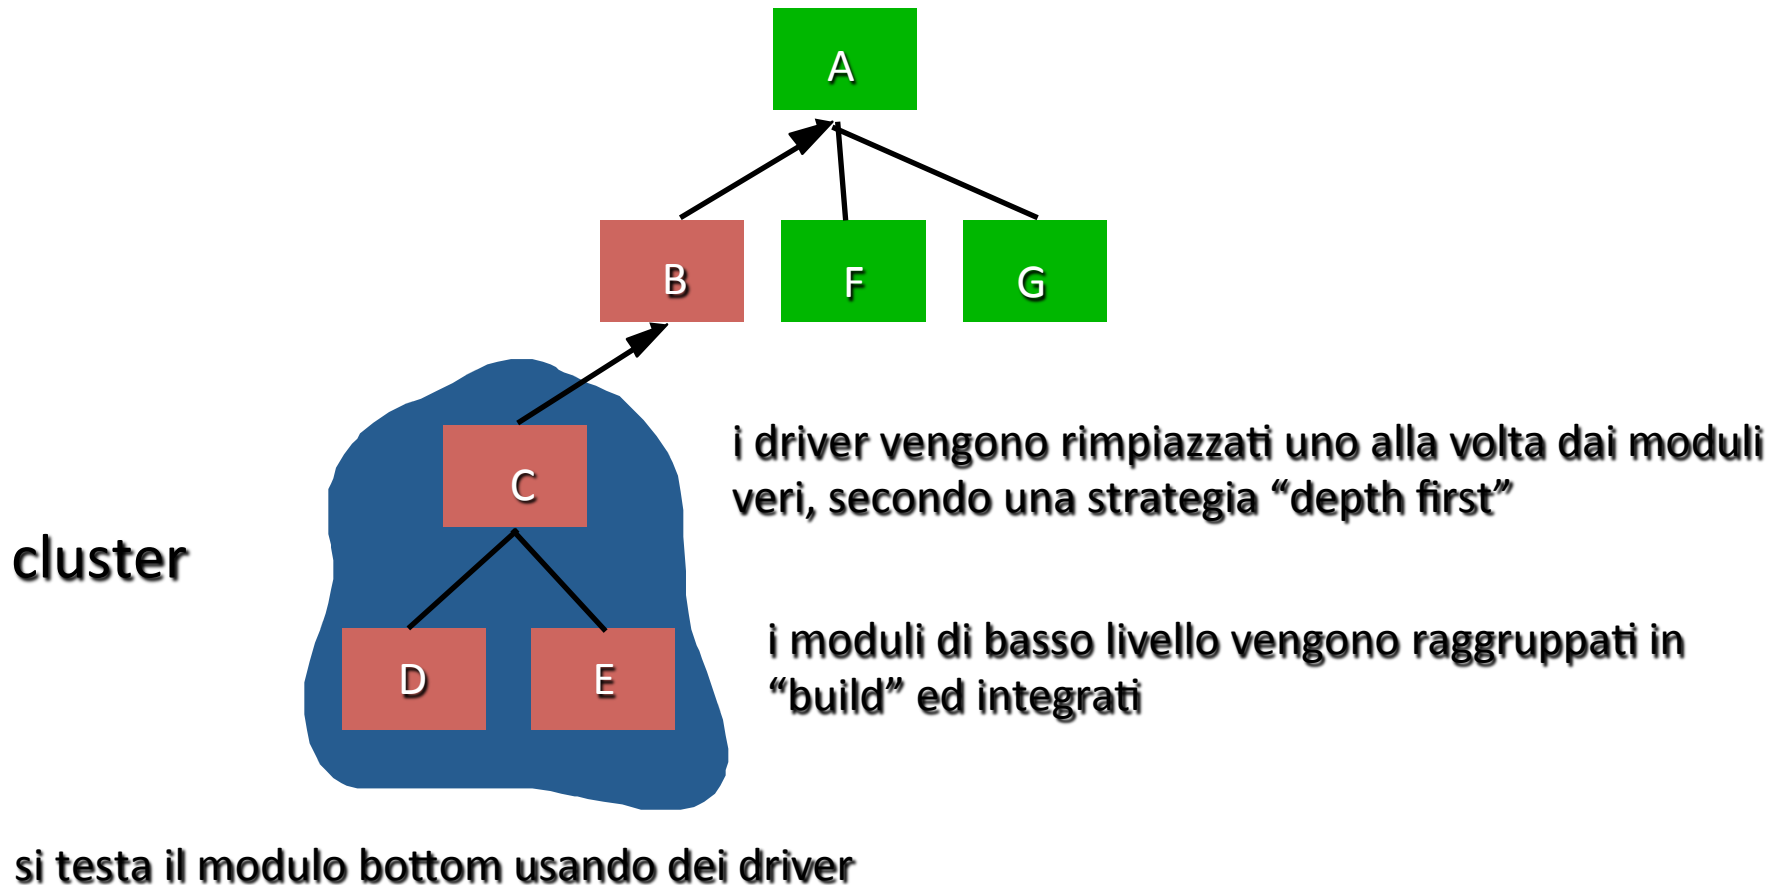 A
B
F
G
C
i driver vengono rimpiazzati uno alla volta dai moduli
veri, secondo una strategia “depth first”
cluster
D
E
i moduli di basso livello vengono raggruppati in
“build” ed integrati
si testa il modulo bottom usando dei driver